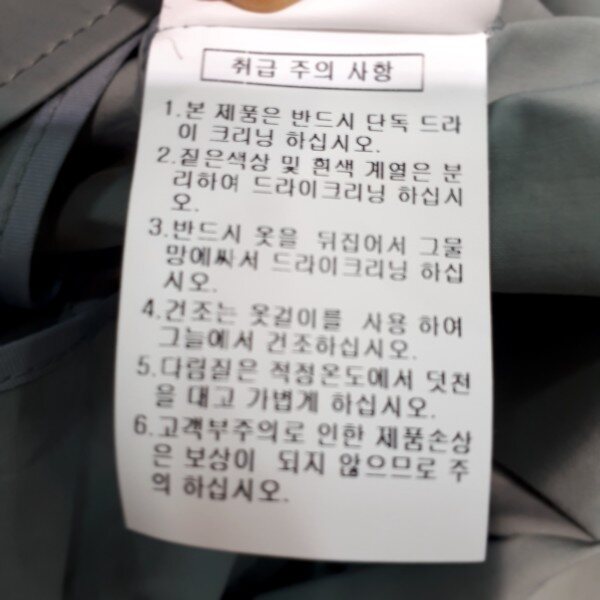 취급 주의 사항
1.본 제품은 반드시 단독 드라
이 크리닝 하십시오.
2.짙은색상 및 흰색 계열은 분
리하여 드라이크리닝 하십시
오.
3.반드시 옷을 뒤집어서 그물
망에씨서 드라이크리닝 하십
시오.
4.건조는 옷걸이를 사용 하여
그늘에서 건조하십시오.
5.다림질은 적정온도에서 덧전
을 대고 가볍게 하십시오.
6.고객부주의로 인한 제품손상
은 보상이 되지 않으므로 주
의 하십시오.